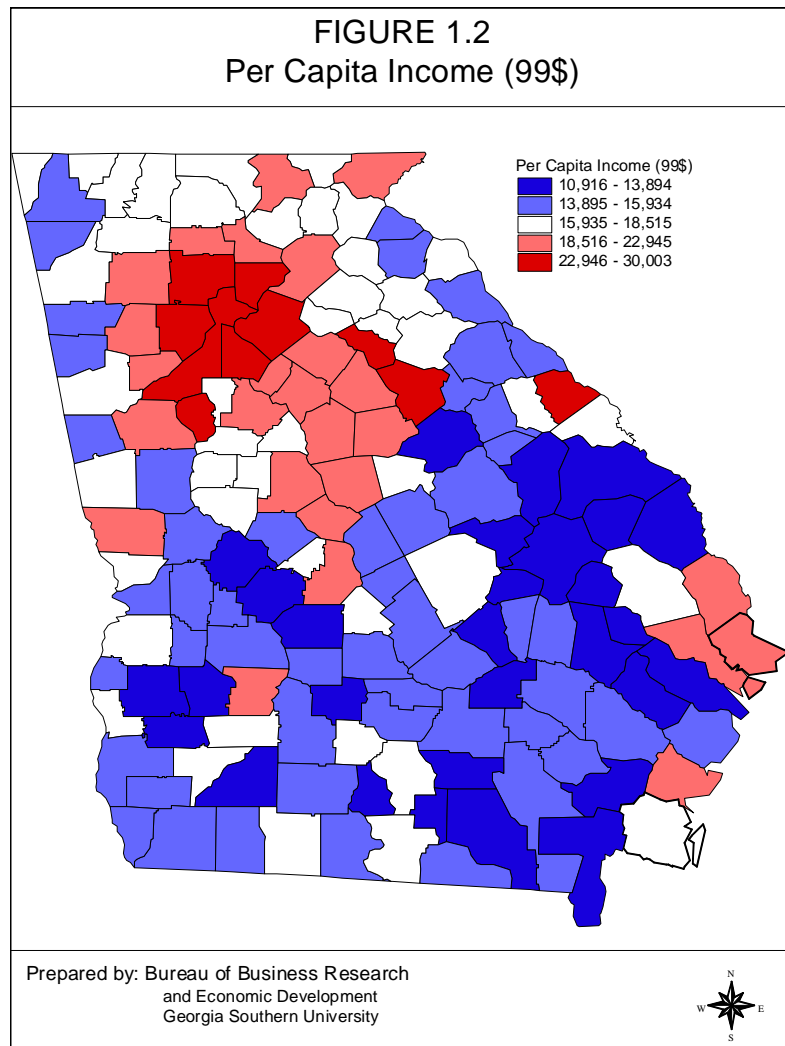 FIGURE 1.2
Per Capita Income (99$)
Per Capita Income (99$)
10,916 - 13,894
13,895 - 15,934
15,935 - 18,515
18,516 - 22,945
22,946 - 30,003
Prepared by: Bureau of Business Research
and Economic Development
Georgia Southern University
N
W E
S